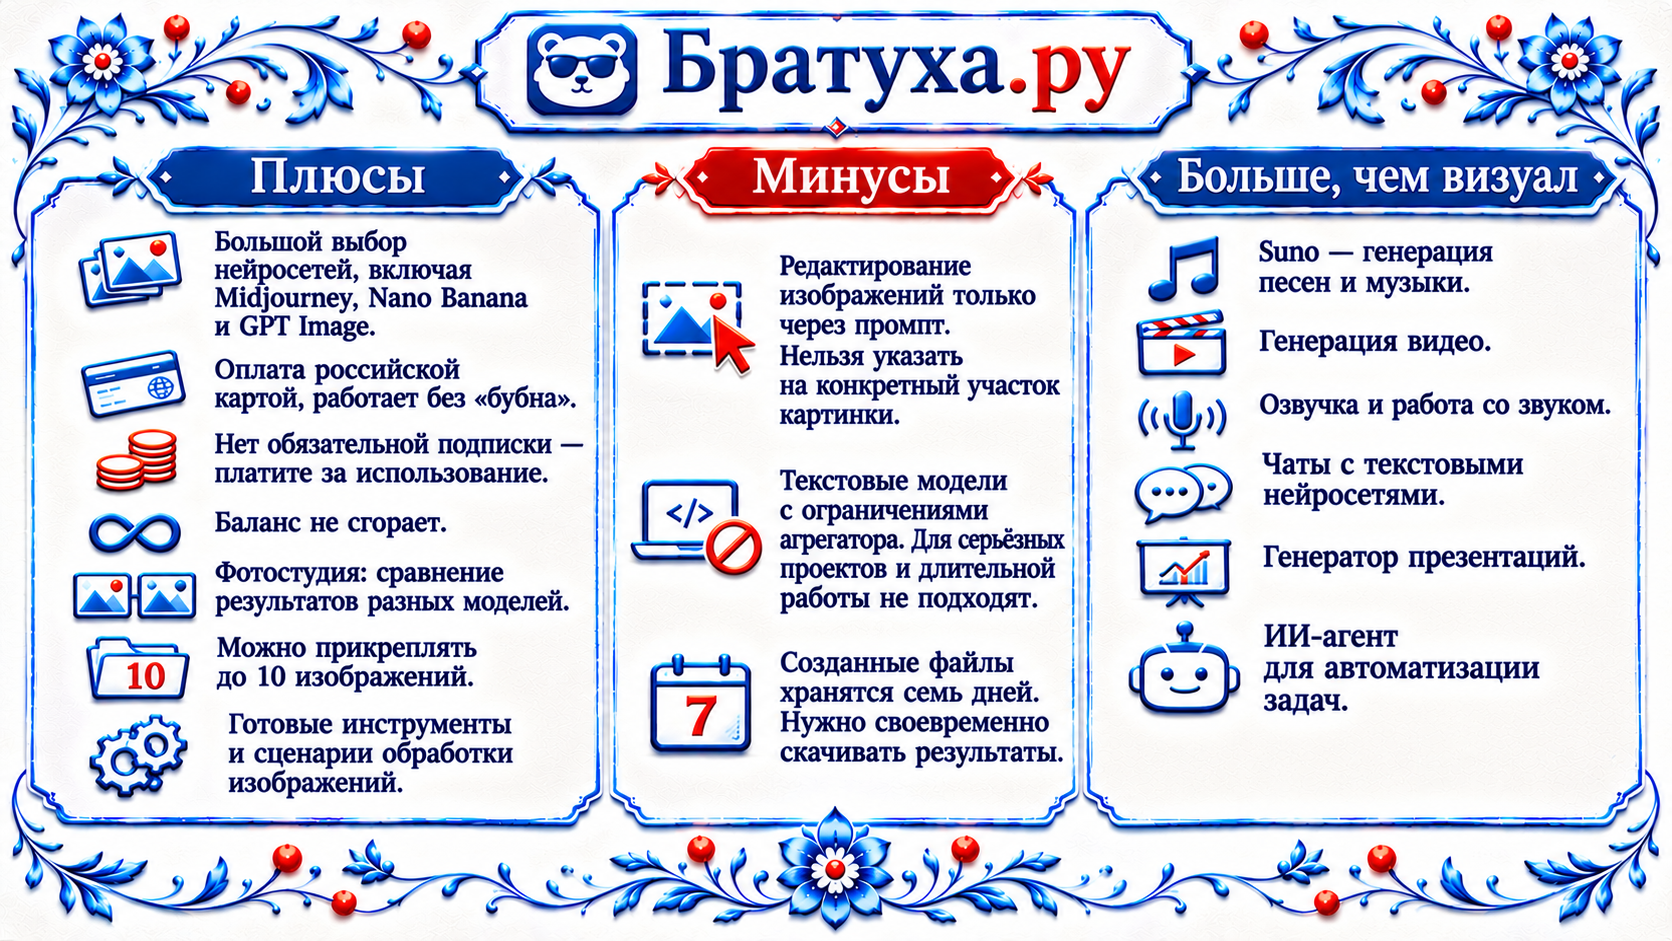 Братуха.ру
Плюсы
Большой выбор
нейросетей, включая
Midjourney, Nano Banana
и GPT Image.
Оплата российской
картой, работает без «бубна».
Нет обязательной подписки —
платите за использование.
Баланс не сгорает.
Фотостудия: сравнение
результатов разных моделей.
10
Можно прикреплять
до 10 изображений.
Готовые инструменты
и сценарии обработки
изображений.
Минусы
Редактирование
изображений только
через промпт.
Нельзя указать
на конкретный участок
картинки.
</>
Текстовые модели
с ограничениями
агрегатора. Для серьёзных
проектов и длительной
работы не подходят.
7
Созданные файлы
хранятся семь дней.
Нужно своевременно
скачивать результаты.
Больше, чем визуал
Suno — генерация
песен и музыки.
Генерация видео.
Озвучка и работа со звуком.
Чаты с текстовыми
нейросетями.
Генератор презентаций.
ИИ-агент
для автоматизации
задач.